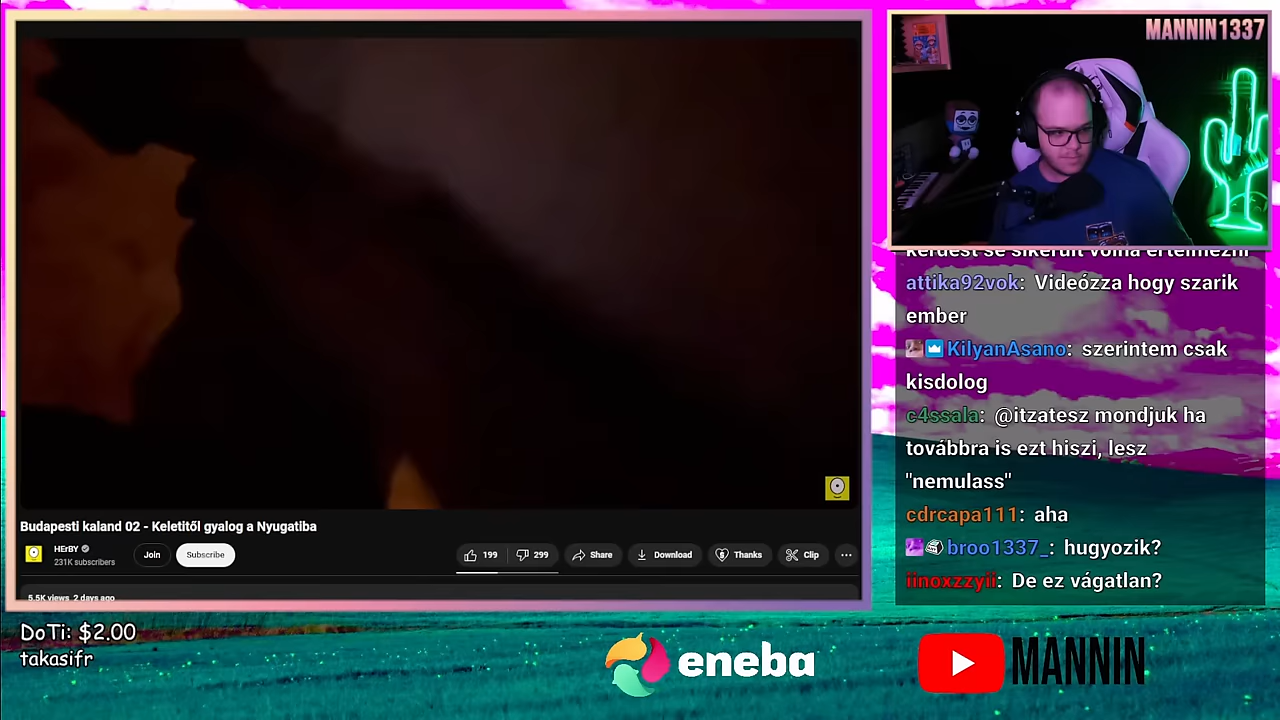 MANNIN1337
kérdést se sikerült volna értelmezni
attika92vok: Videózza hogy szarik
ember
KilyanAsano: szerintem csak
kisdolog
c4ssala: @itzatesz mondjuk ha
továbbra is ezt hiszi, lesz
"nemulass"
cdrcapa111: aha
broo1337_: hugyozik?
iinoxzzyii: De ez vágatlan?
Budapesti kaland 02 - Keletitől gyalog a Nyugatiba
HErBY
231K subscribers
Join
Subscribe
199
299
Share
Download
Thanks
Clip
5.5K views 2 days ago
DoTi: $2.00
takasifr
eneba
MANNIN